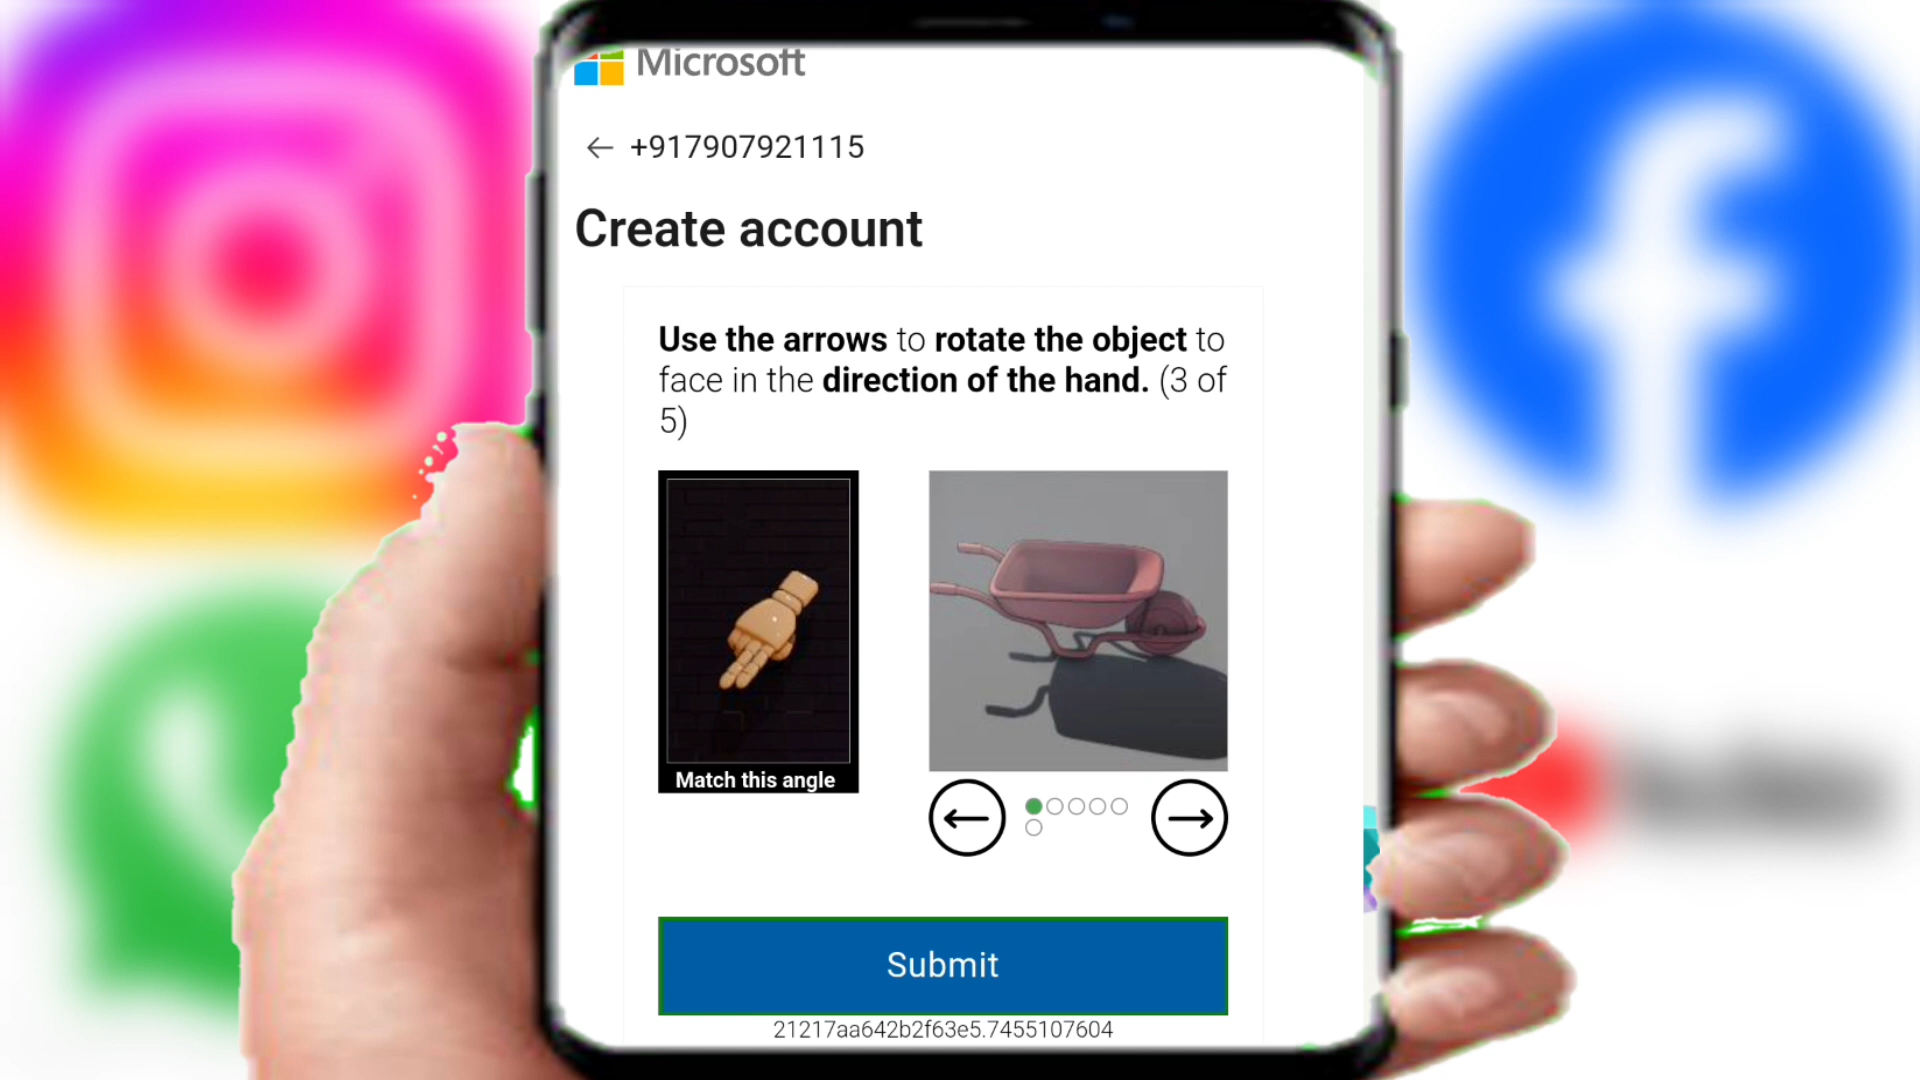 Microsoft
+917907921115
Create account
Use the arrows to rotate the object to
face in the direction of the hand. (3 of
5)
Match this angle
Submit
21217aa642b2f63e5.7455107604